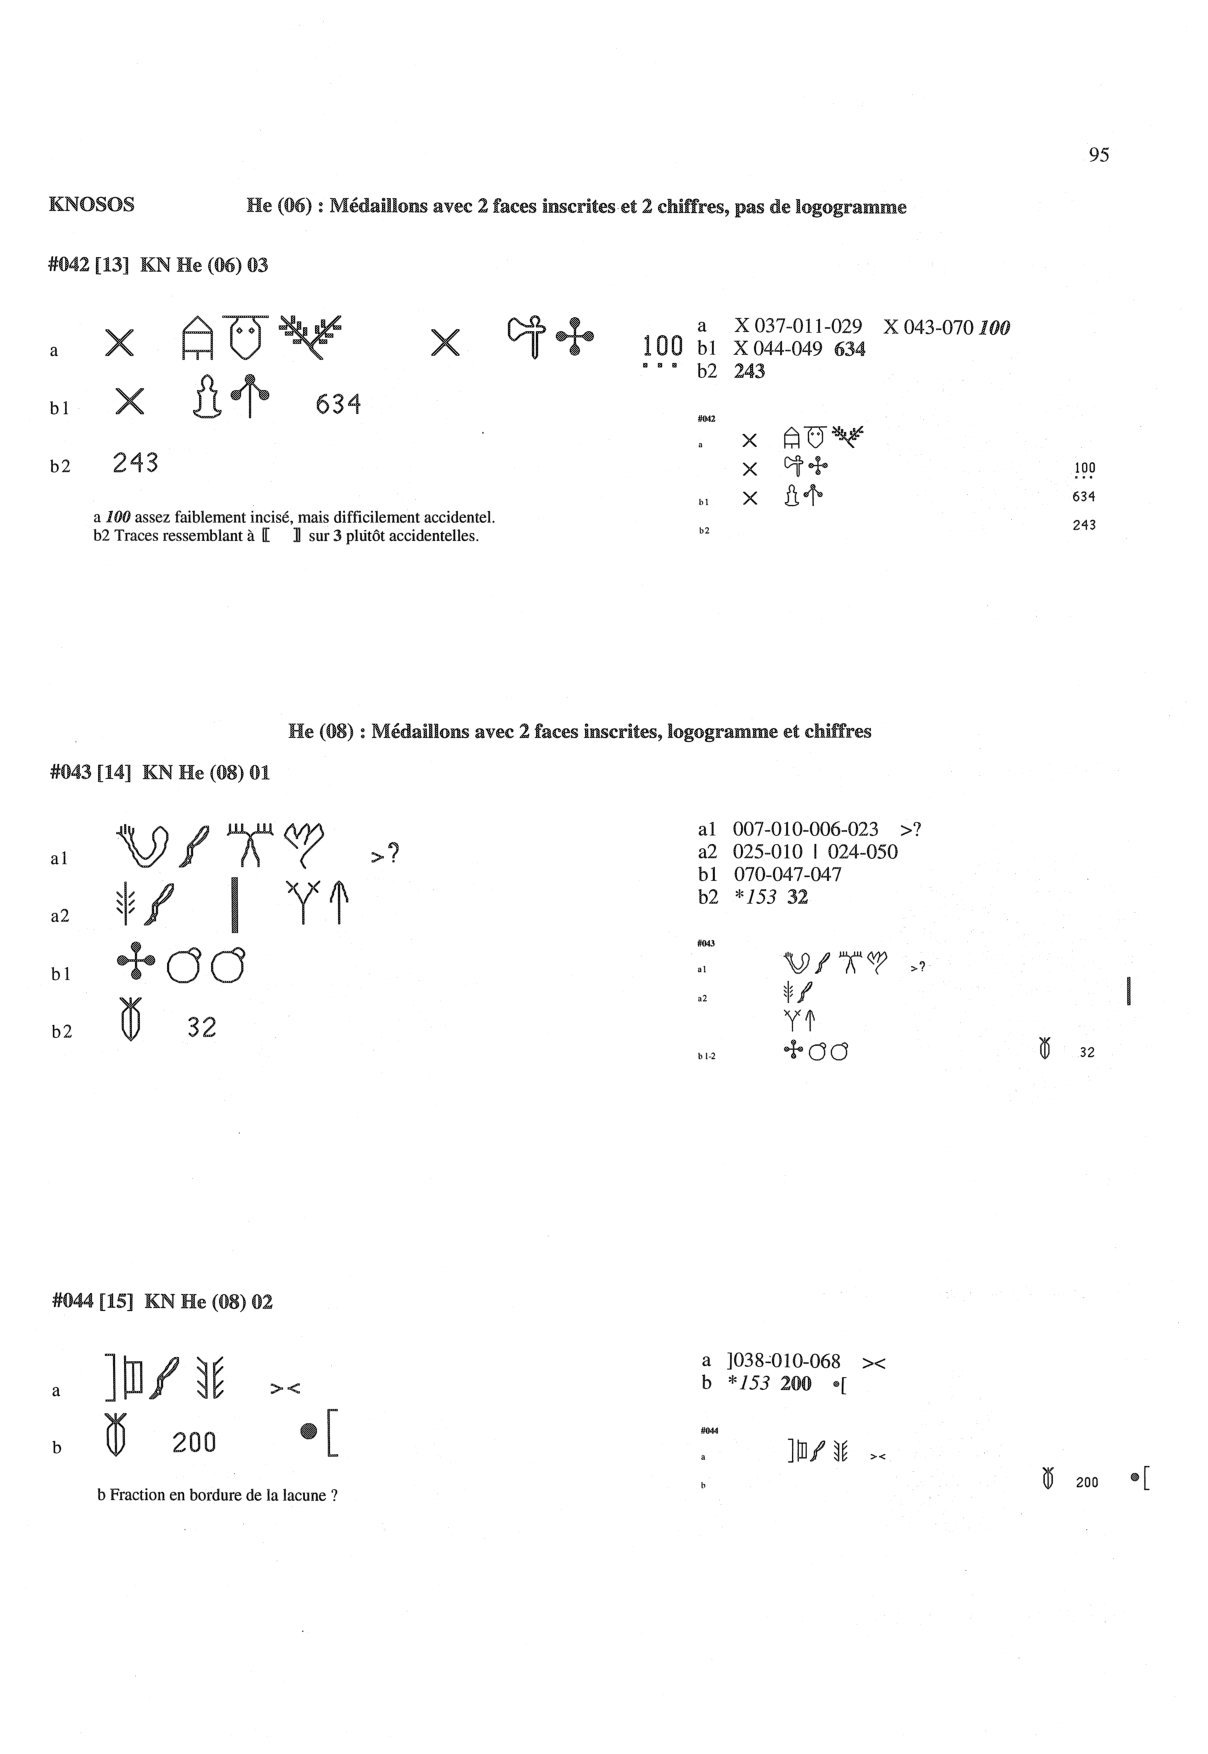 95
KNOSOS He (06) : Médaillons avec 2 faces inscrites et 2 chiffres, pas de logogramme
#042 [13] KN He (06) 03
a X X 100
b1 X 634
b2 243
a 100 assez faiblement incisé, mais difficilement accidentel.
b2 Traces ressemblant à ⟦ ⟧ sur 3 plutôt accidentelles.
a X 037-011-029 X 043-070 100
b1 X 044-049 634
b2 243
#042
a X
X 100
b1 X 634
b2 243
He (08) : Médaillons avec 2 faces inscrites, logogramme et chiffres
#043 [14] KN He (08) 01
a1 >?
a2 |
b1
b2 32
a1 007-010-006-023 >?
a2 025-010 | 024-050
b1 070-047-047
b2 *153 32
#043
a1 >?
a2 |
b1-2 32
#044 [15] KN He (08) 02
a ] ><
b 200 •[
b Fraction en bordure de la lacune ?
a ]038-010-068 ><
b *153 200 •[
#044
a ] ><
b 200 •[